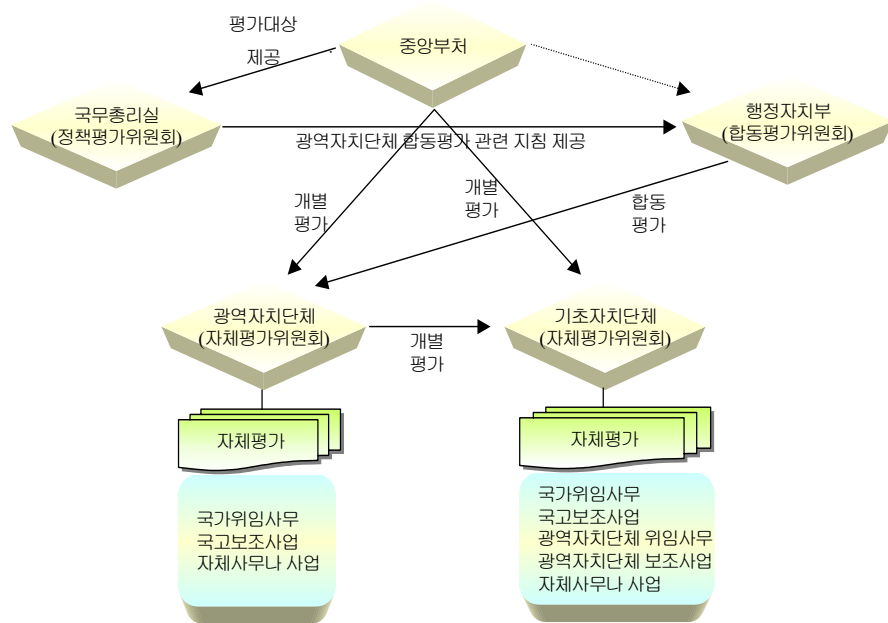 평가대상
제공
중앙부처
국무총리실
(정책평가위원회)
행정자치부
(합동평가위원회)
광역자치단체 합동평가 관련 지침 제공
개별
평가
개별
평가
합동
평가
광역자치단체
(자체평가위원회)
개별
평가
기초자치단체
(자체평가위원회)
자체평가
자체평가
국가위임사무
국고보조사업
자체사무나 사업
국가위임사무
국고보조사업
광역자치단체 위임사무
광역자치단체 보조사업
자체사무나 사업